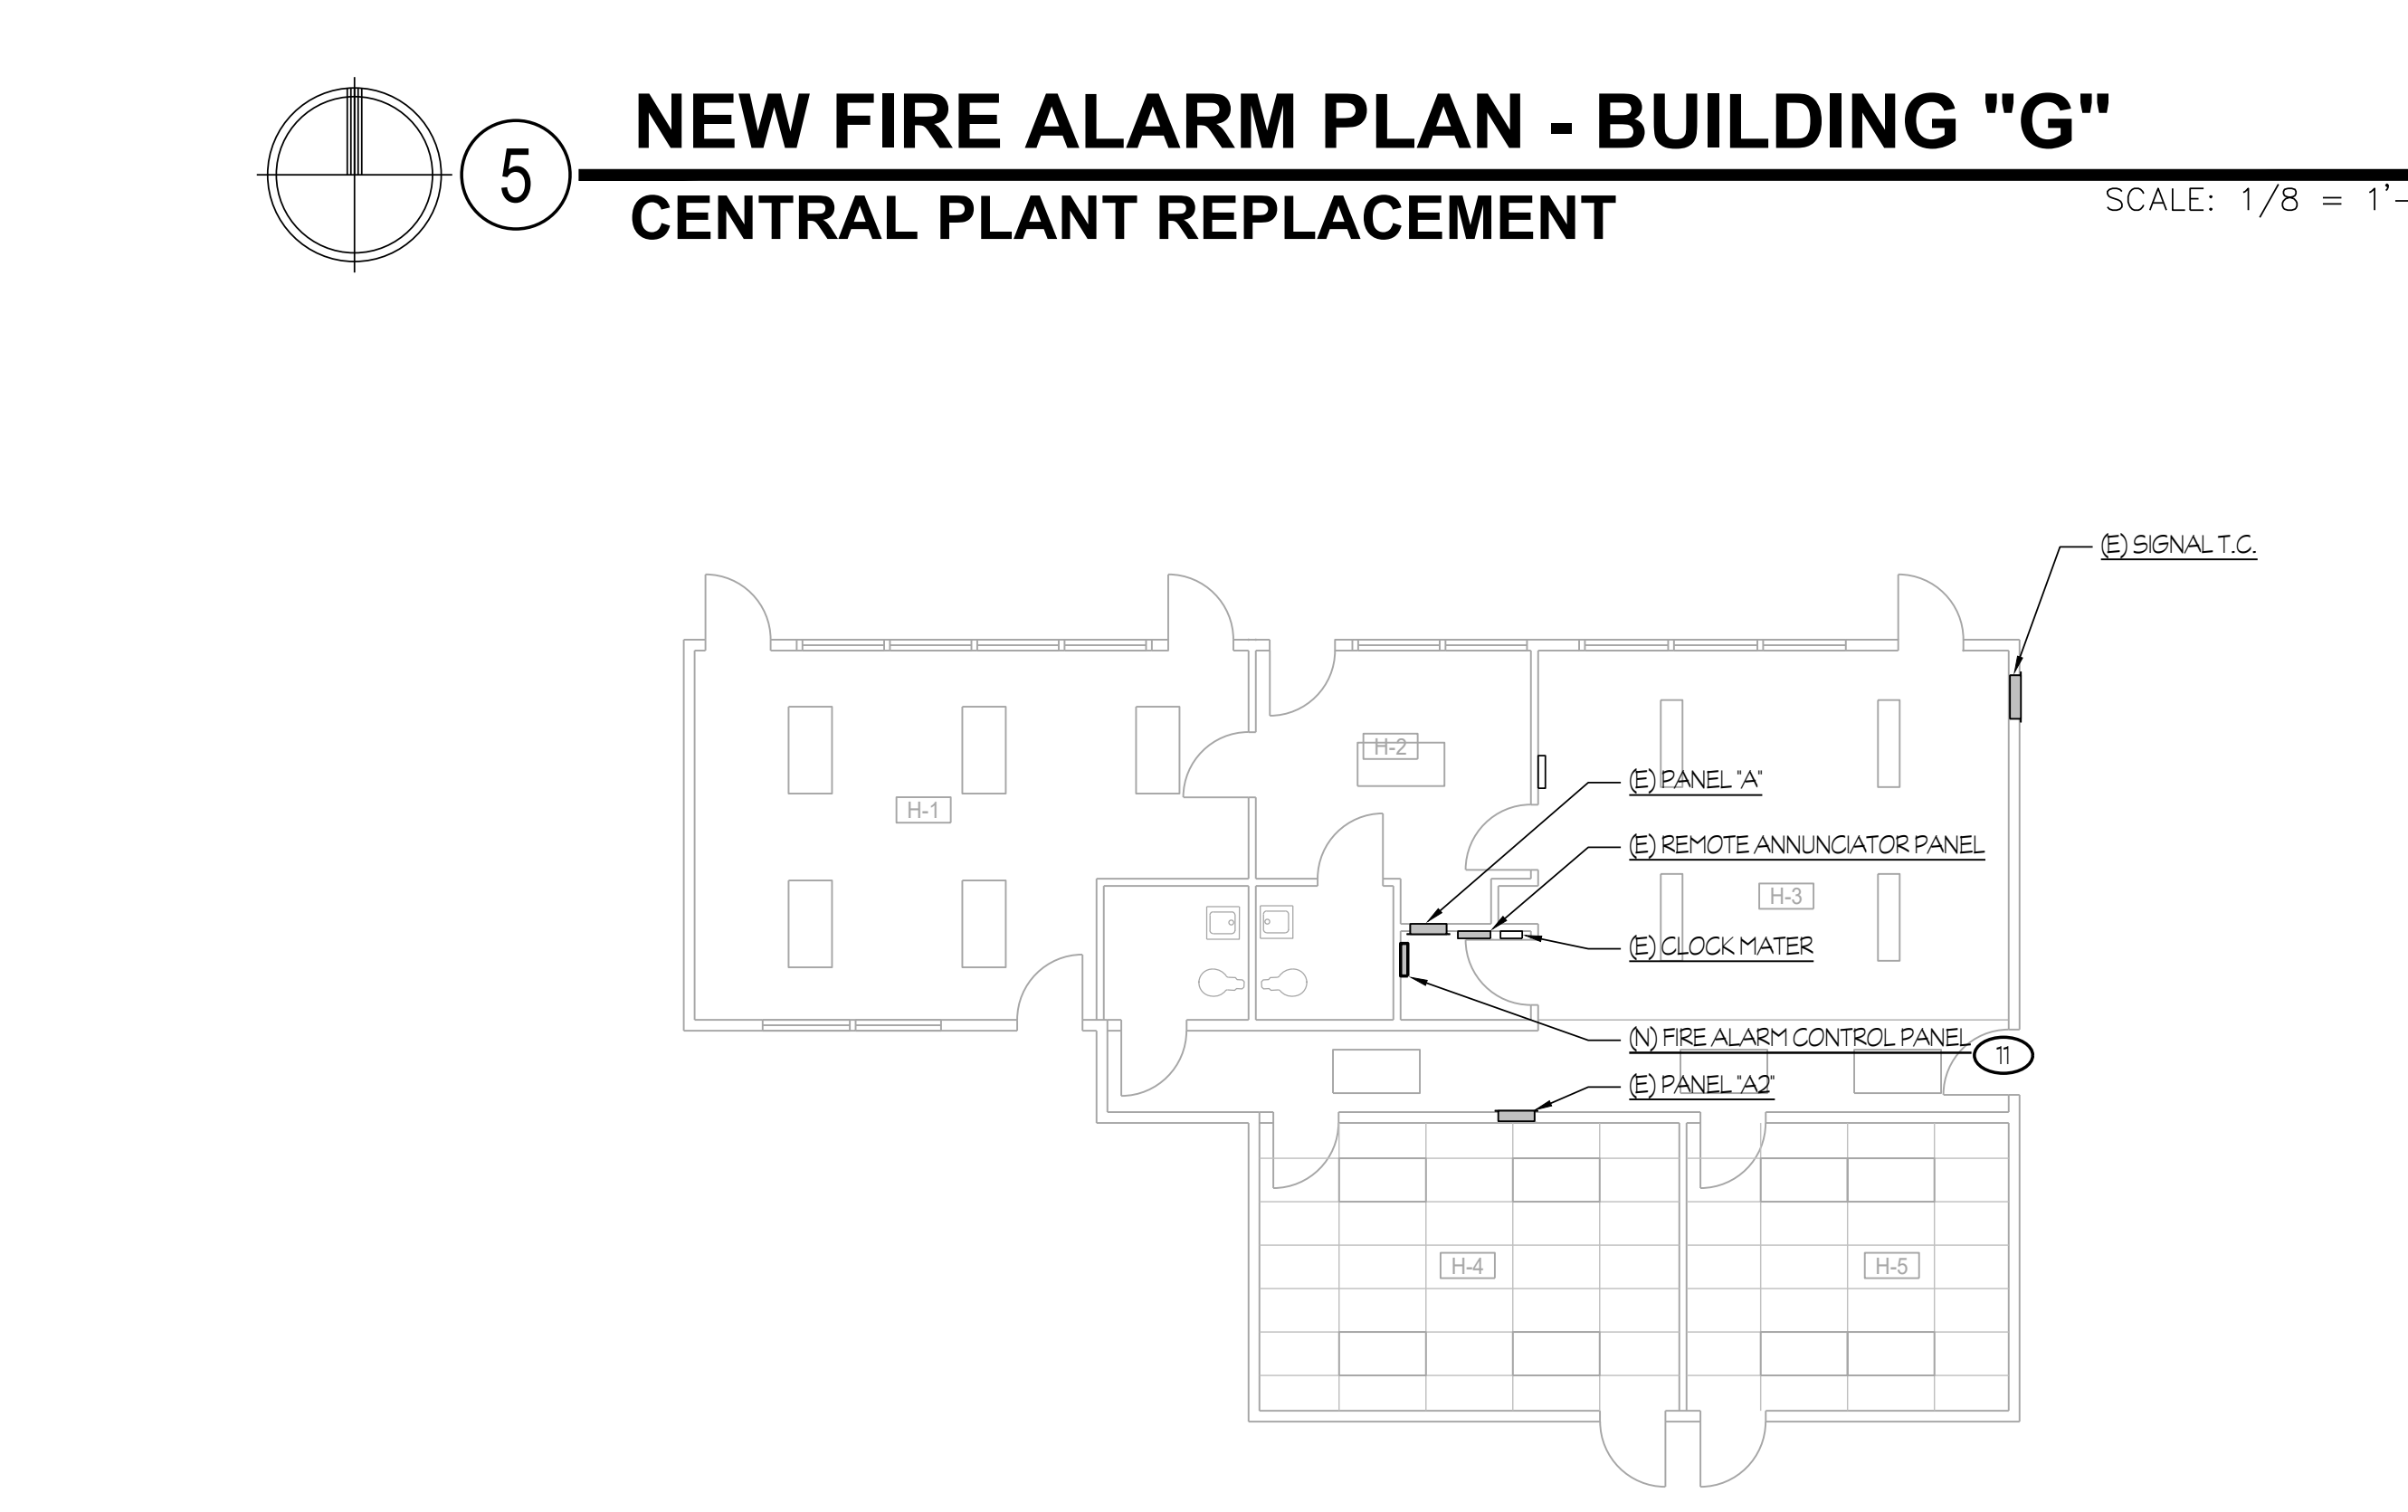 5
NEW FIRE ALARM PLAN - BUILDING "G"
CENTRAL PLANT REPLACEMENT
SCALE: 1/8 = 1'-
(E) SIGNAL T.C.
H-2
(E) PANEL "A"
H-1
(E) REMOTE ANNUNCIATOR PANEL
H-3
(E) CLOCK MATER
(N) FIRE ALARM CONTROL PANEL
11
(E) PANEL "A2"
H-4
H-5